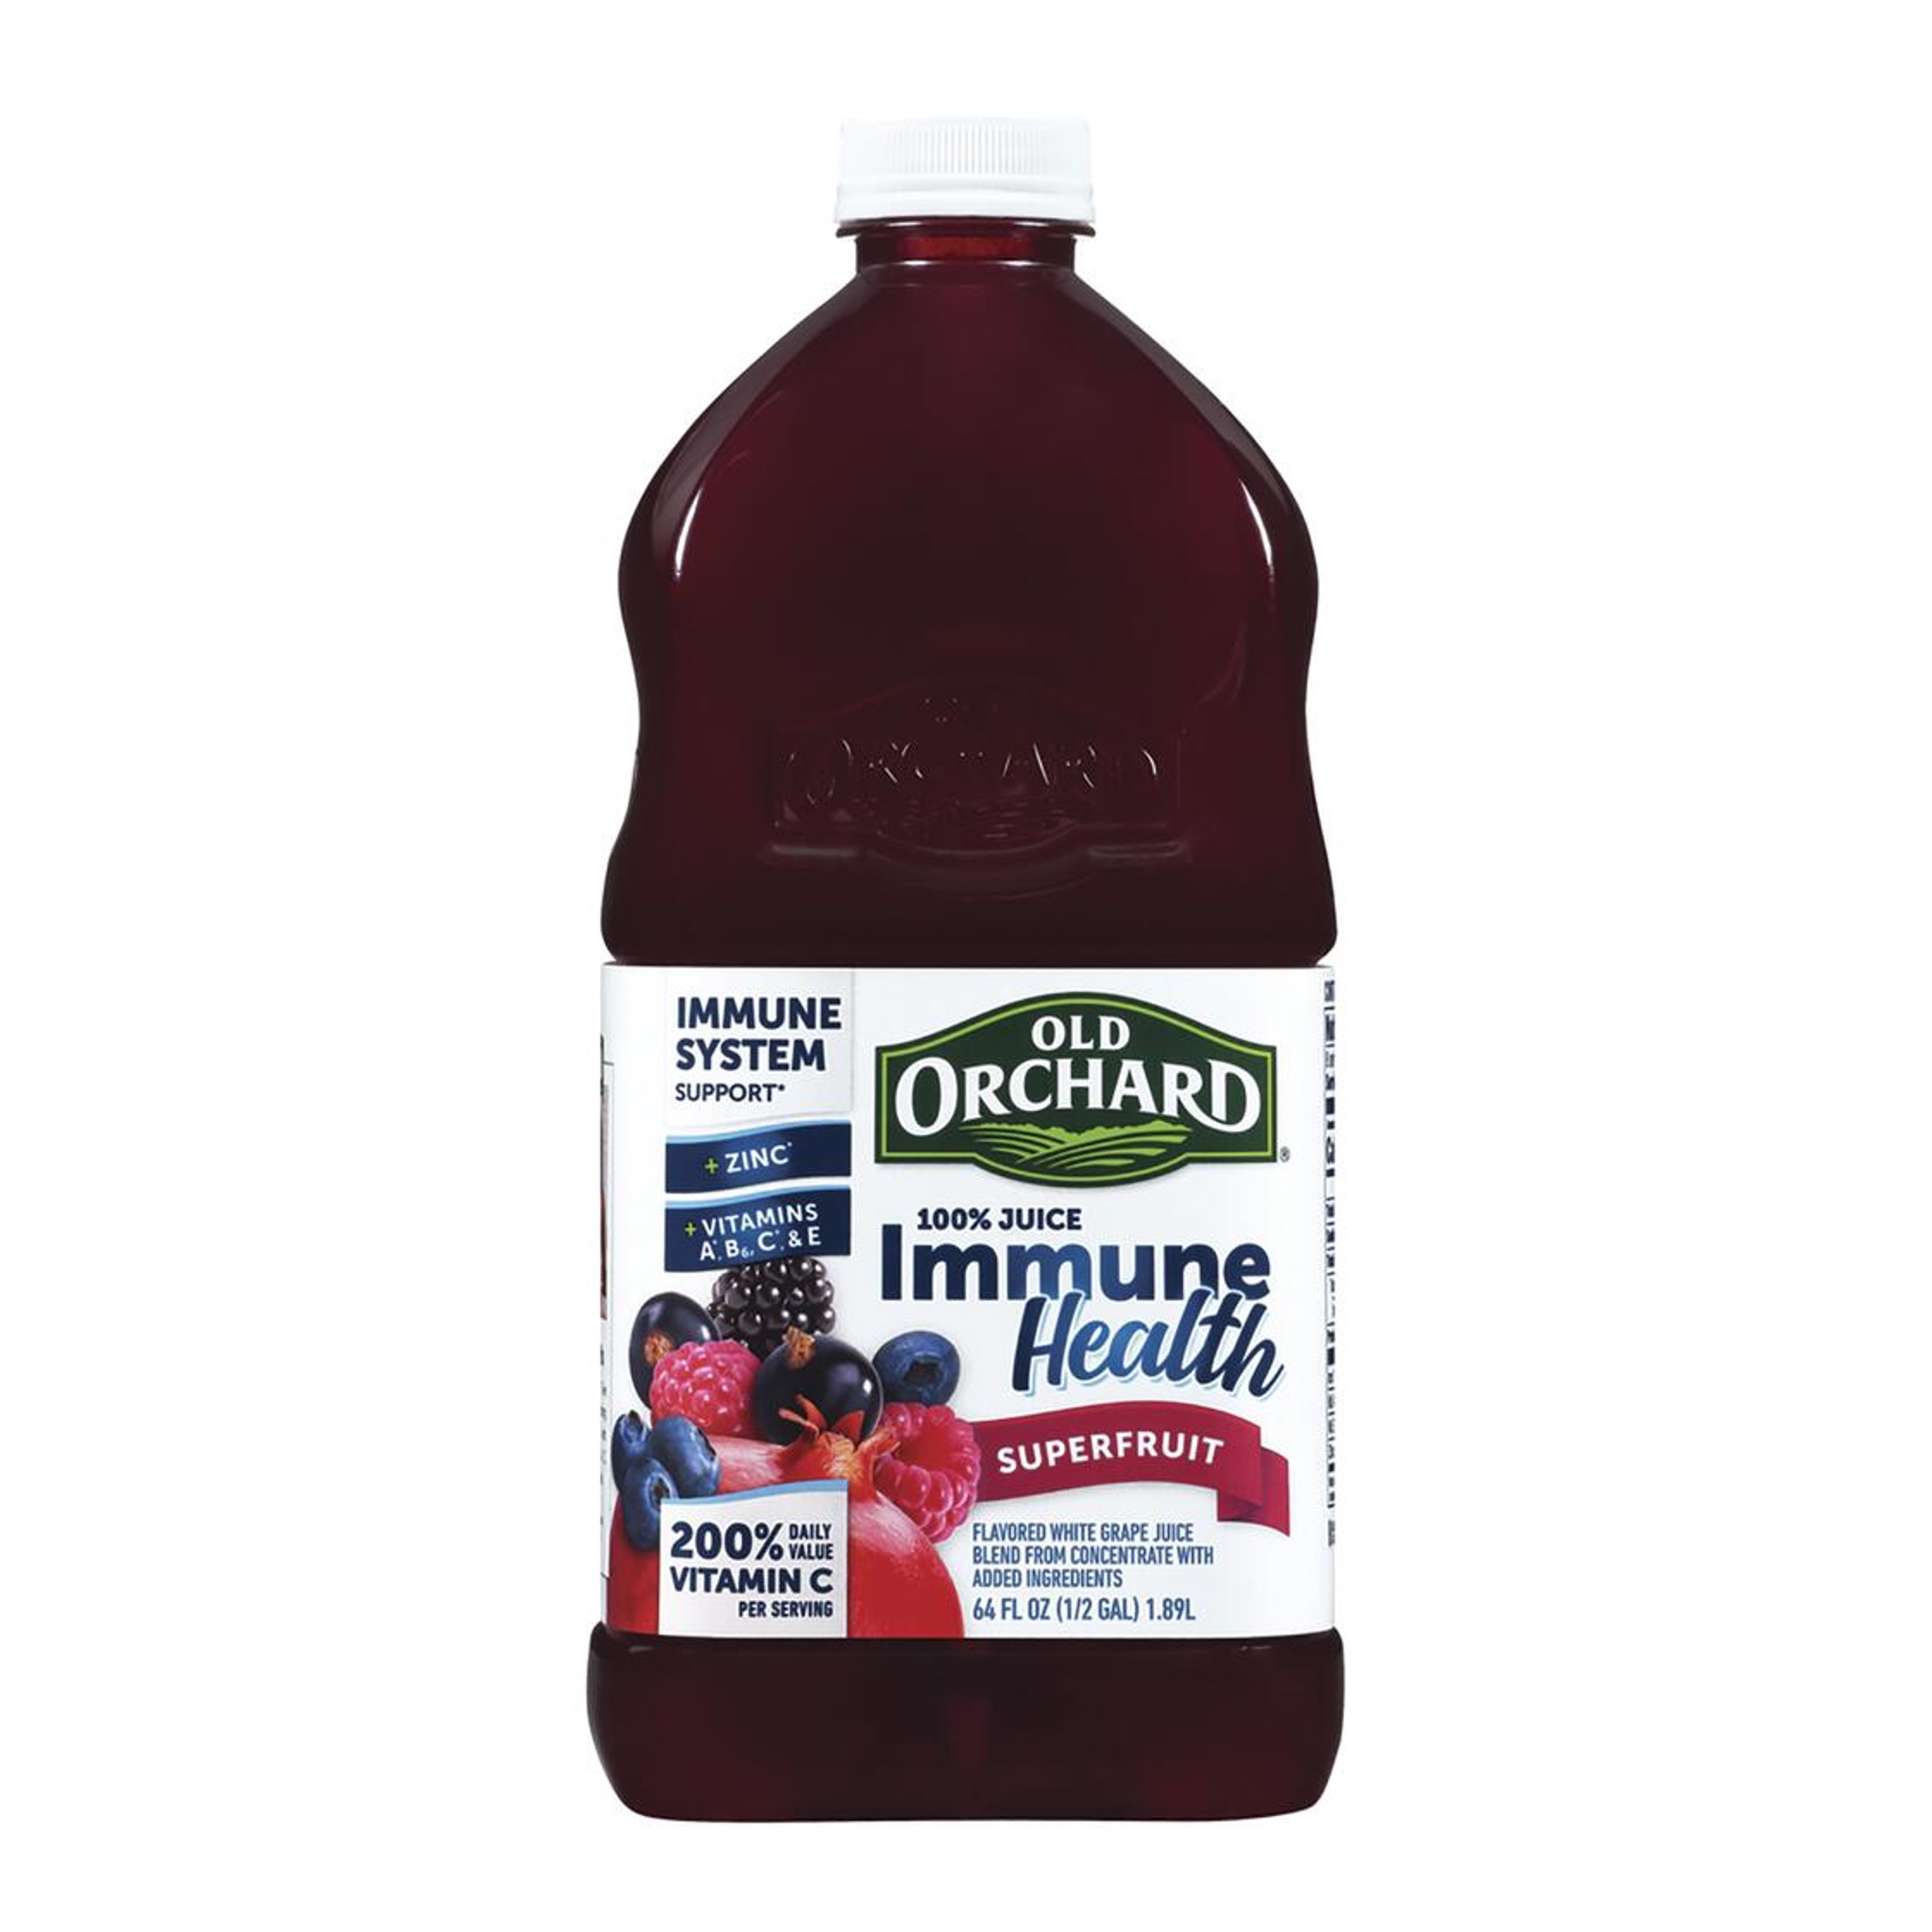 ORCHARD
IMMUNE
SYSTEM
SUPPORT*
+ ZINC*
+ VITAMINS
A*, B₆, C*, & E
OLD
ORCHARD
®
100% JUICE
Immune
Health
SUPERFRUIT
200% DAILY
VALUE
VITAMIN C
PER SERVING
FLAVORED WHITE GRAPE JUICE
BLEND FROM CONCENTRATE WITH
ADDED INGREDIENTS
64 FL OZ (1/2 GAL) 1.89L